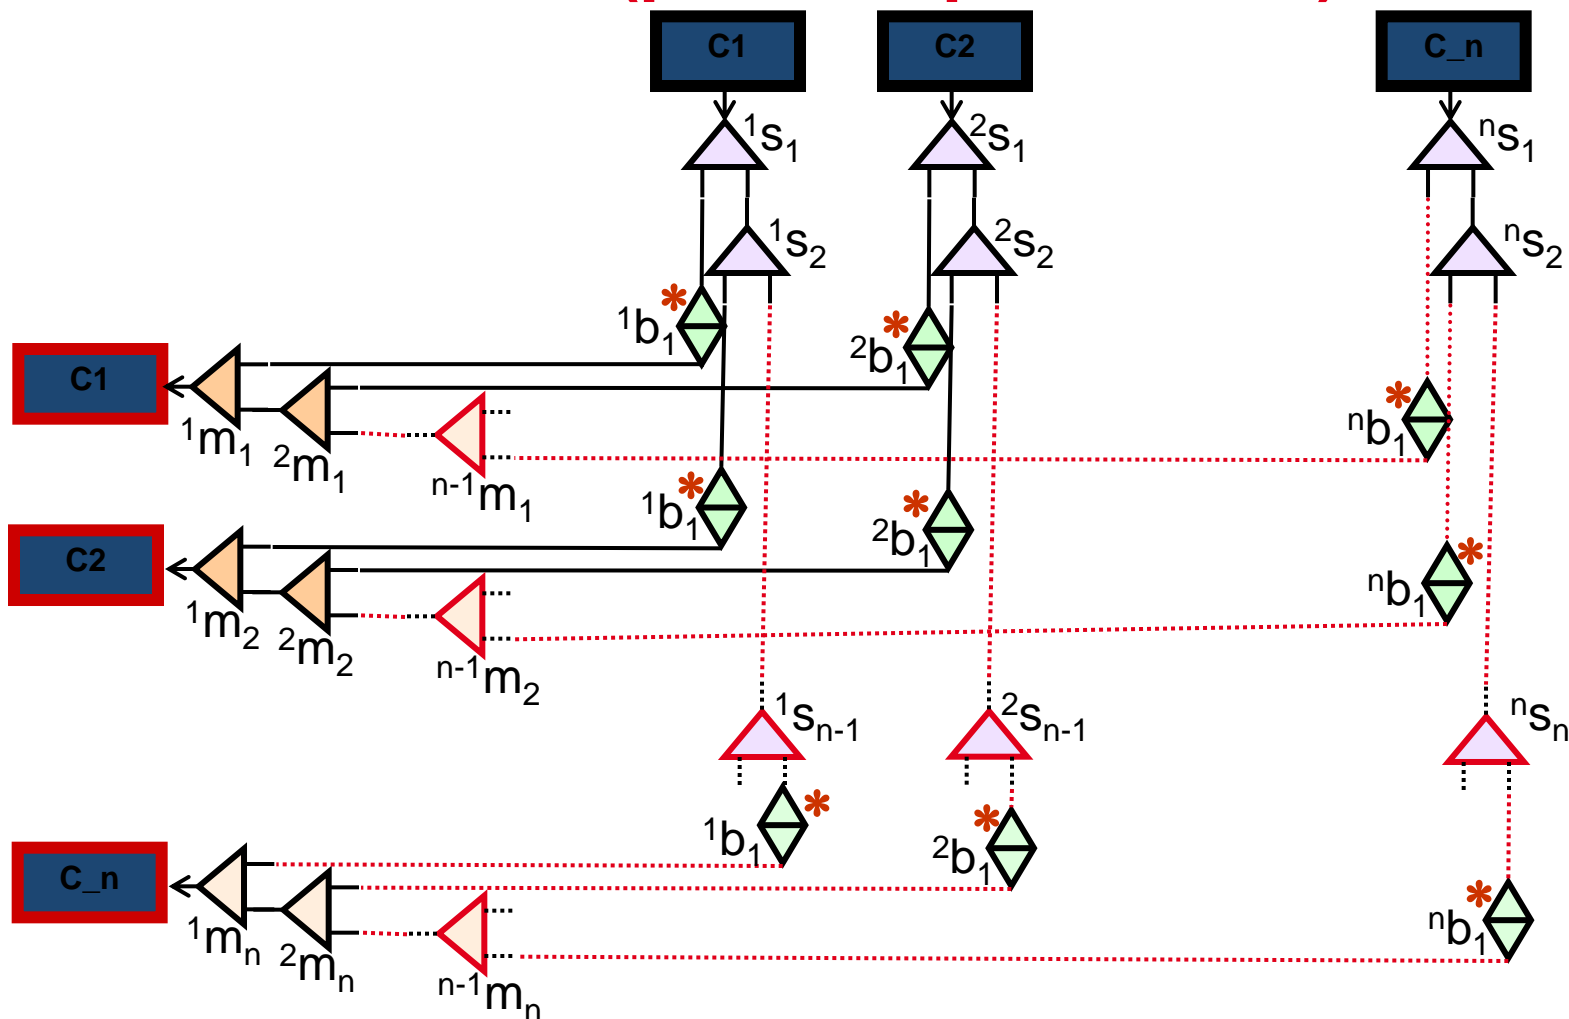 C1 C2 C_n
¹s₁ ²s₁ ⁿs₁
¹s₂ ²s₂ ⁿs₂
*
¹b₁
*
²b₁
C1
*
ⁿb₁
¹m₁ ²m₁ ⁿ⁻¹m₁
*
¹b₁
*
²b₁
C2
*
ⁿb₁
¹m₂ ²m₂ ⁿ⁻¹m₂
¹sₙ₋₁ ²sₙ₋₁ ⁿsₙ
*
¹b₁
*
²b₁
C_n
*
ⁿb₁
¹mₙ ²mₙ ⁿ⁻¹mₙ